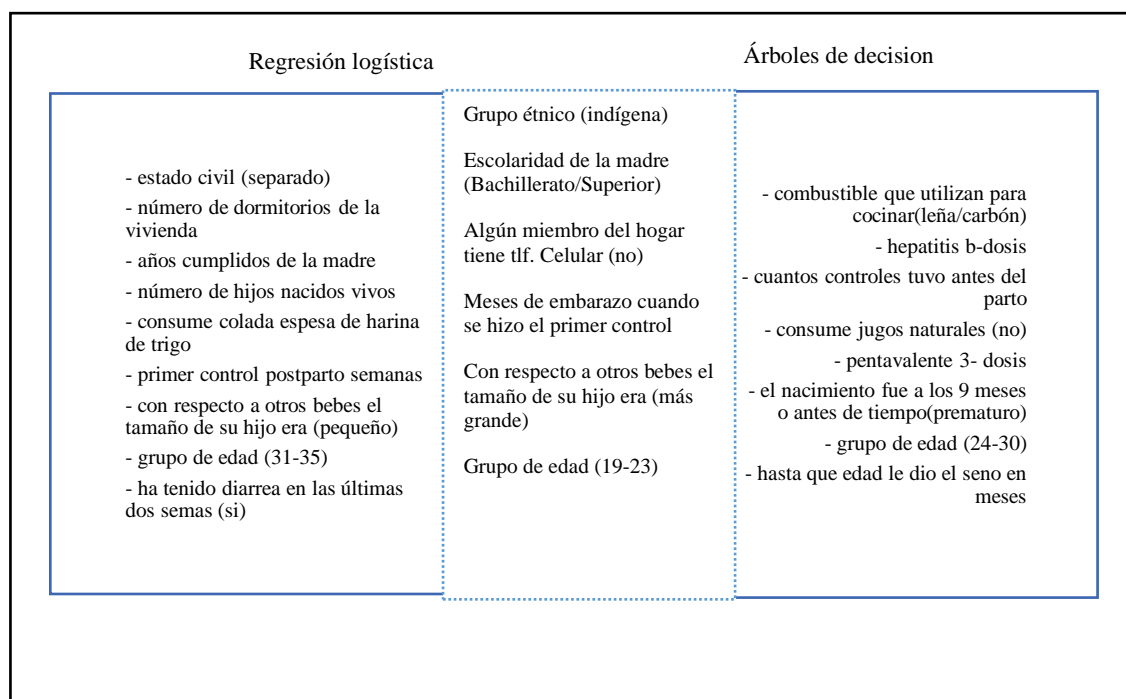 Regresión logística
Árboles de decision
- estado civil (separado)
- número de dormitorios de la
vivienda
- años cumplidos de la madre
- número de hijos nacidos vivos
- consume colada espesa de harina
de trigo
- primer control postparto semanas
- con respecto a otros bebes el
tamaño de su hijo era (pequeño)
- grupo de edad (31-35)
- ha tenido diarrea en las últimas
dos semas (si)
Grupo étnico (indígena)
Escolaridad de la madre
(Bachillerato/Superior)
Algún miembro del hogar
tiene tlf. Celular (no)
Meses de embarazo cuando
se hizo el primer control
Con respecto a otros bebes el
tamaño de su hijo era (más
grande)
Grupo de edad (19-23)
- combustible que utilizan para
cocinar(leña/carbón)
- hepatitis b-dosis
- cuantos controles tuvo antes del
parto
- consume jugos naturales (no)
- pentavalente 3- dosis
- el nacimiento fue a los 9 meses
o antes de tiempo(prematuro)
- grupo de edad (24-30)
- hasta que edad le dio el seno en
meses